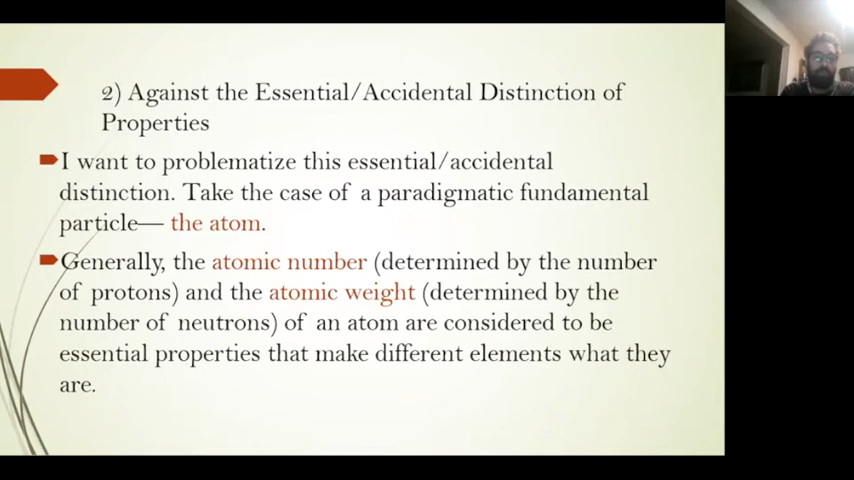 2) Against the Essential/Accidental Distinction of
Properties
I want to problematize this essential/accidental
distinction. Take the case of a paradigmatic fundamental
particle— the atom.
Generally, the atomic number (determined by the number
of protons) and the atomic weight (determined by the
number of neutrons) of an atom are considered to be
essential properties that make different elements what they
are.